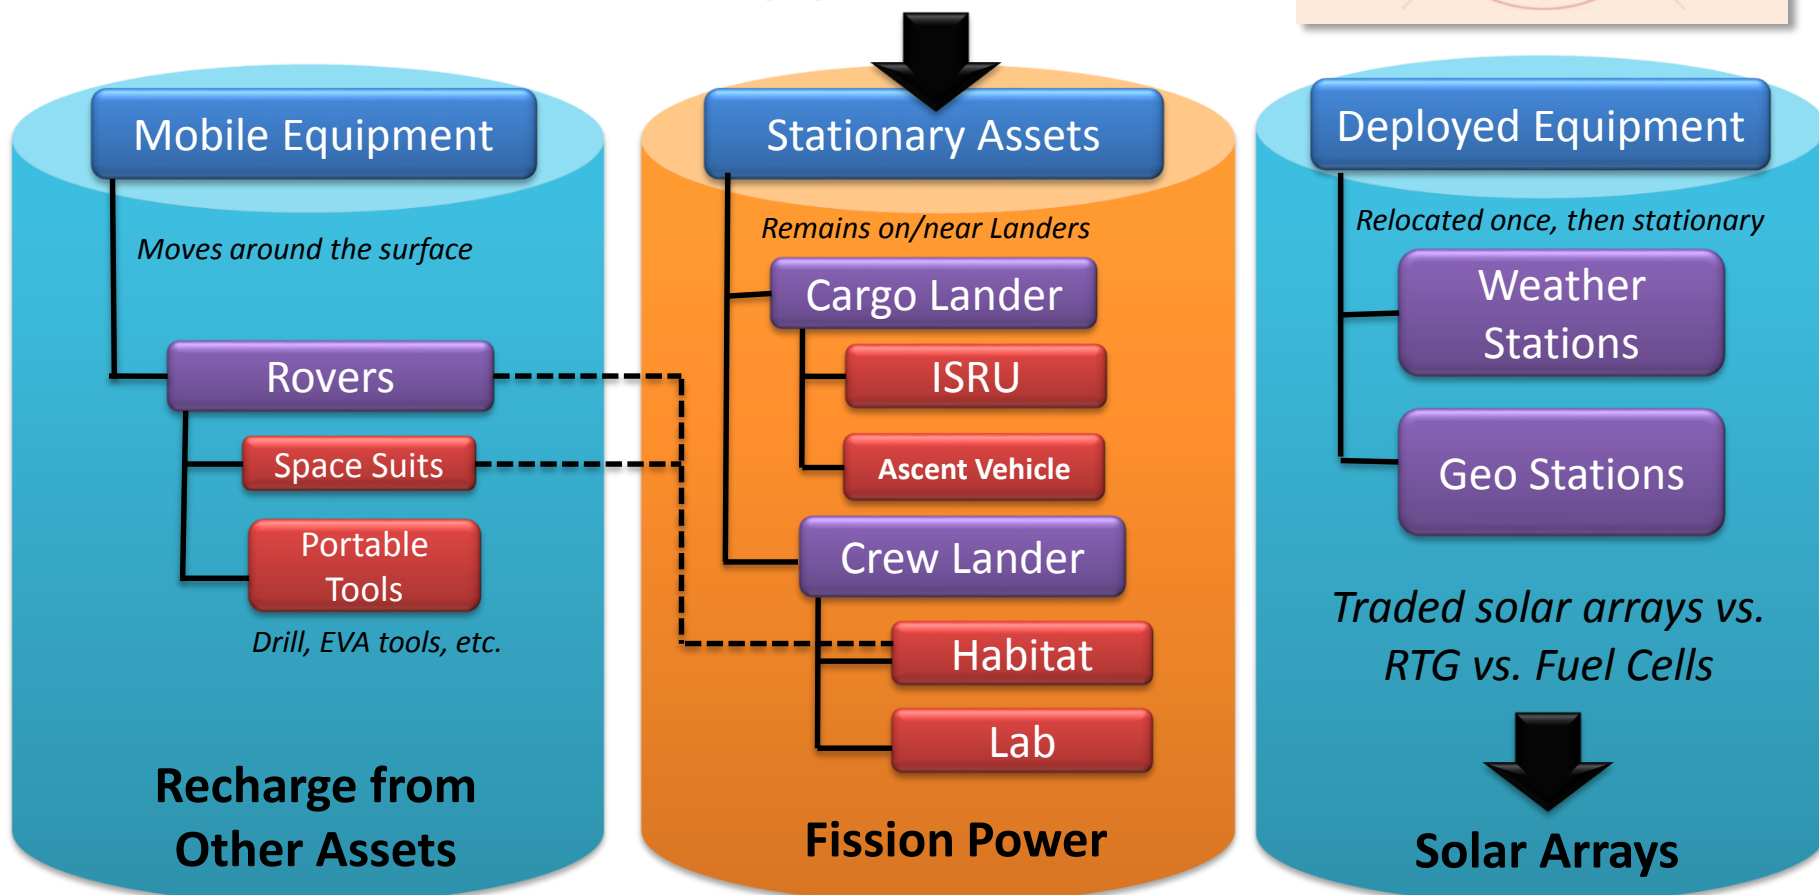 Mobile Equipment
Moves around the surface
Rovers
Space Suits
Portable
Tools
Drill, EVA tools, etc.
Recharge from
Other Assets
Stationary Assets
Remains on/near Landers
Cargo Lander
ISRU
Ascent Vehicle
Crew Lander
Habitat
Lab
Fission Power
Deployed Equipment
Relocated once, then stationary
Weather
Stations
Geo Stations
Traded solar arrays vs.
RTG vs. Fuel Cells
Solar Arrays